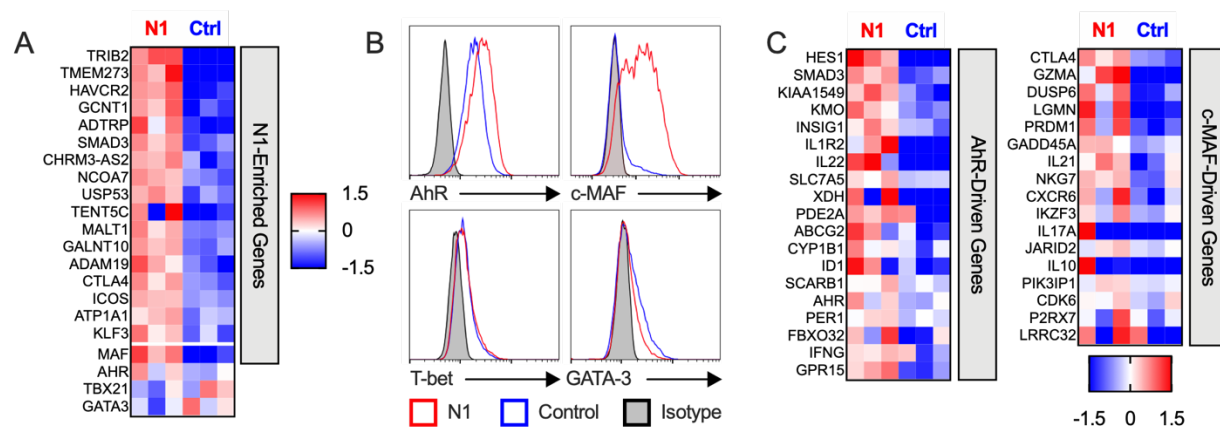 A
N1 Ctrl
TRIB2
TMEM273
HAVCR2
GCNT1
ADTRP
SMAD3
CHRM3-AS2
NCOA7
USP53
TENT5C
MALT1
GALNT10
ADAM19
CTLA4
ICOS
ATP1A1
KLF3
MAF
AHR
TBX21
GATA3
N1-Enriched Genes
1.5
0
-1.5
B
AhR
c-MAF
T-bet
GATA-3
N1 Control Isotype
C
N1 Ctrl
HES1
SMAD3
KIAA1549
KMO
INSIG1
IL1R2
IL22
SLC7A5
XDH
PDE2A
ABCG2
CYP1B1
ID1
SCARB1
AHR
PER1
FBXO32
IFNG
GPR15
AhR-Driven Genes
N1 Ctrl
CTLA4
GZMA
DUSP6
LGMN
PRDM1
GADD45A
IL21
NKG7
CXCR6
IKZF3
IL17A
JARID2
IL10
PIK3IP1
CDK6
P2RX7
LRRC32
c-MAF-Driven Genes
-1.5 0 1.5